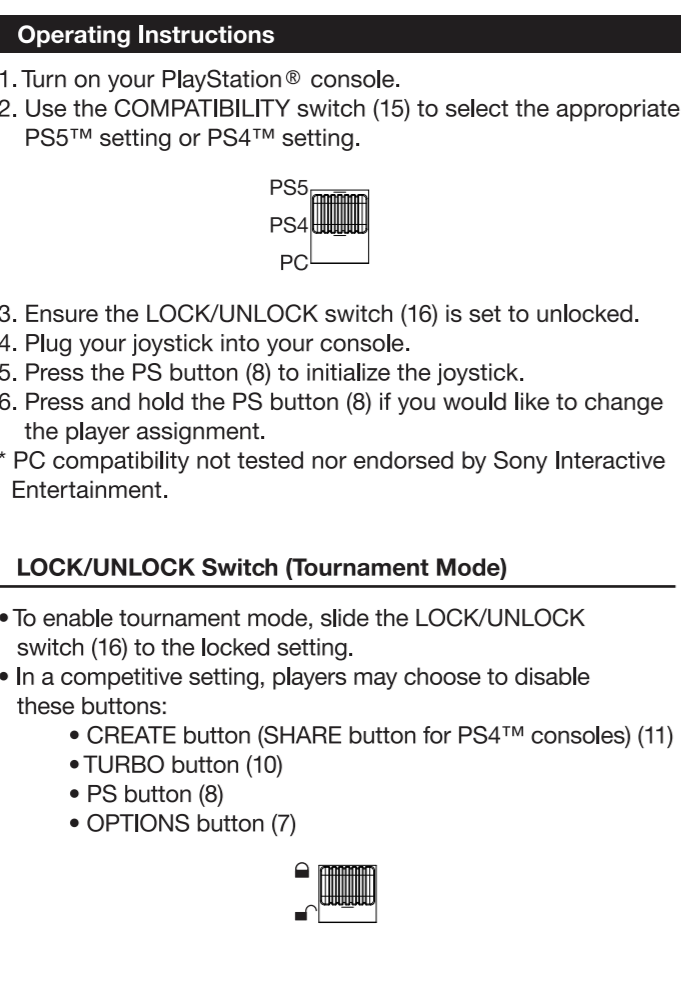 Operating Instructions
1. Turn on your PlayStation® console.
2. Use the COMPATIBILITY switch (15) to select the appropriate
PS5™ setting or PS4™ setting.
PS5
PS4
PC
3. Ensure the LOCK/UNLOCK switch (16) is set to unlocked.
4. Plug your joystick into your console.
5. Press the PS button (8) to initialize the joystick.
6. Press and hold the PS button (8) if you would like to change
the player assignment.
* PC compatibility not tested nor endorsed by Sony Interactive
Entertainment.
LOCK/UNLOCK Switch (Tournament Mode)
• To enable tournament mode, slide the LOCK/UNLOCK
switch (16) to the locked setting.
• In a competitive setting, players may choose to disable
these buttons:
• CREATE button (SHARE button for PS4™ consoles) (11)
• TURBO button (10)
• PS button (8)
• OPTIONS button (7)